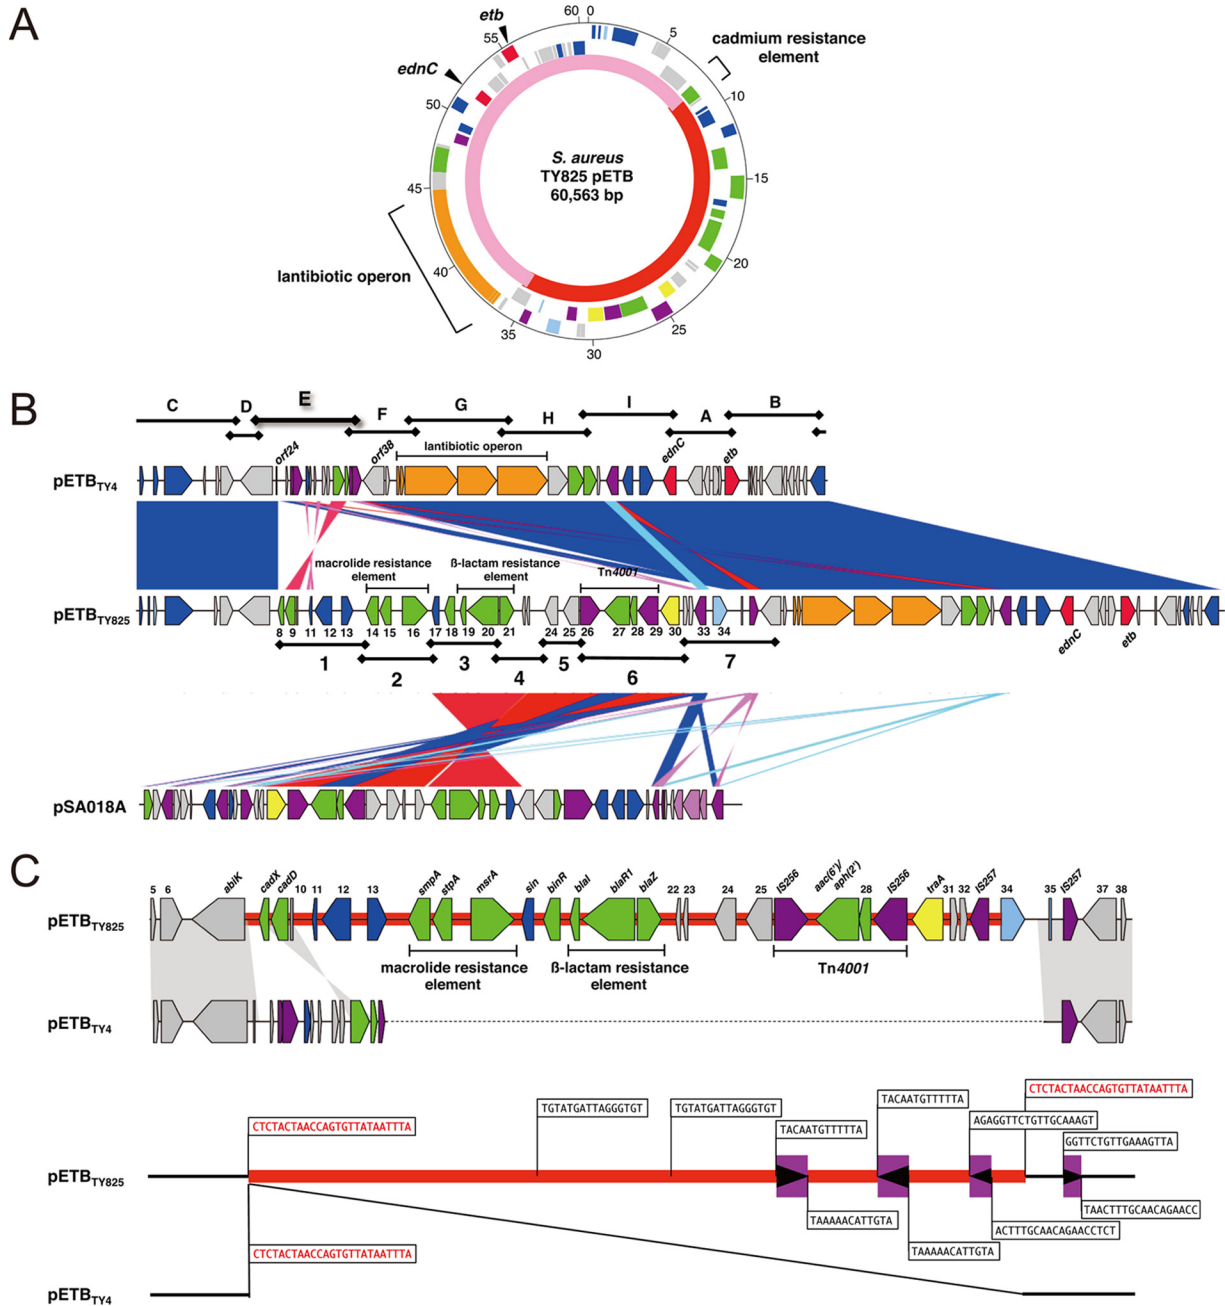 A
60 0
etb
55
5
cadmium resistance
element
ednC
10
50
S. aureus
TY825 pETB
60,563 bp
15
45
lantibiotic operon
40
20
35
25
30
B
C D E F G H I A B
orf24 orf38 lantibiotic operon ednC etb
pETBTY4
macrolide resistance
element
ß-lactam resistance
element
Tn4001
pETBTY825
8 9 11 12 13 14 15 16 17 18 19 20 21 24 25 26 27 28 29 30 33 34
ednC etb
1 2 3 4 5 6 7
pSA018A
C
5 6 abiK cadX cadD 10 11 12 13 smpA stpA msrA sin binR blaI blaR1 blaZ 22 23 24 25 IS256 aac(6')/ aph(2') 28 IS256 traA 31 32 IS257 34 35 IS257 37 38
pETBTY825
macrolide resistance
element
ß-lactam resistance
element
Tn4001
pETBTY4
CTCTACTAACCAGTGTTATAATTTA
TACAATGTTTTTA
TGTATGATTAGGGTGT
TGTATGATTAGGGTGT
AGAGGTTCTGTTGCAAAGT
CTCTACTAACCAGTGTTATAATTTA
TACAATGTTTTTA
GGTTCTGTTGAAAGTTA
pETBTY825
TAACTTTGCAACAGAACC
TAAAAACATTGTA
ACTTTGCAACAGAACCTCT
TAAAAACATTGTA
CTCTACTAACCAGTGTTATAATTTA
pETBTY4